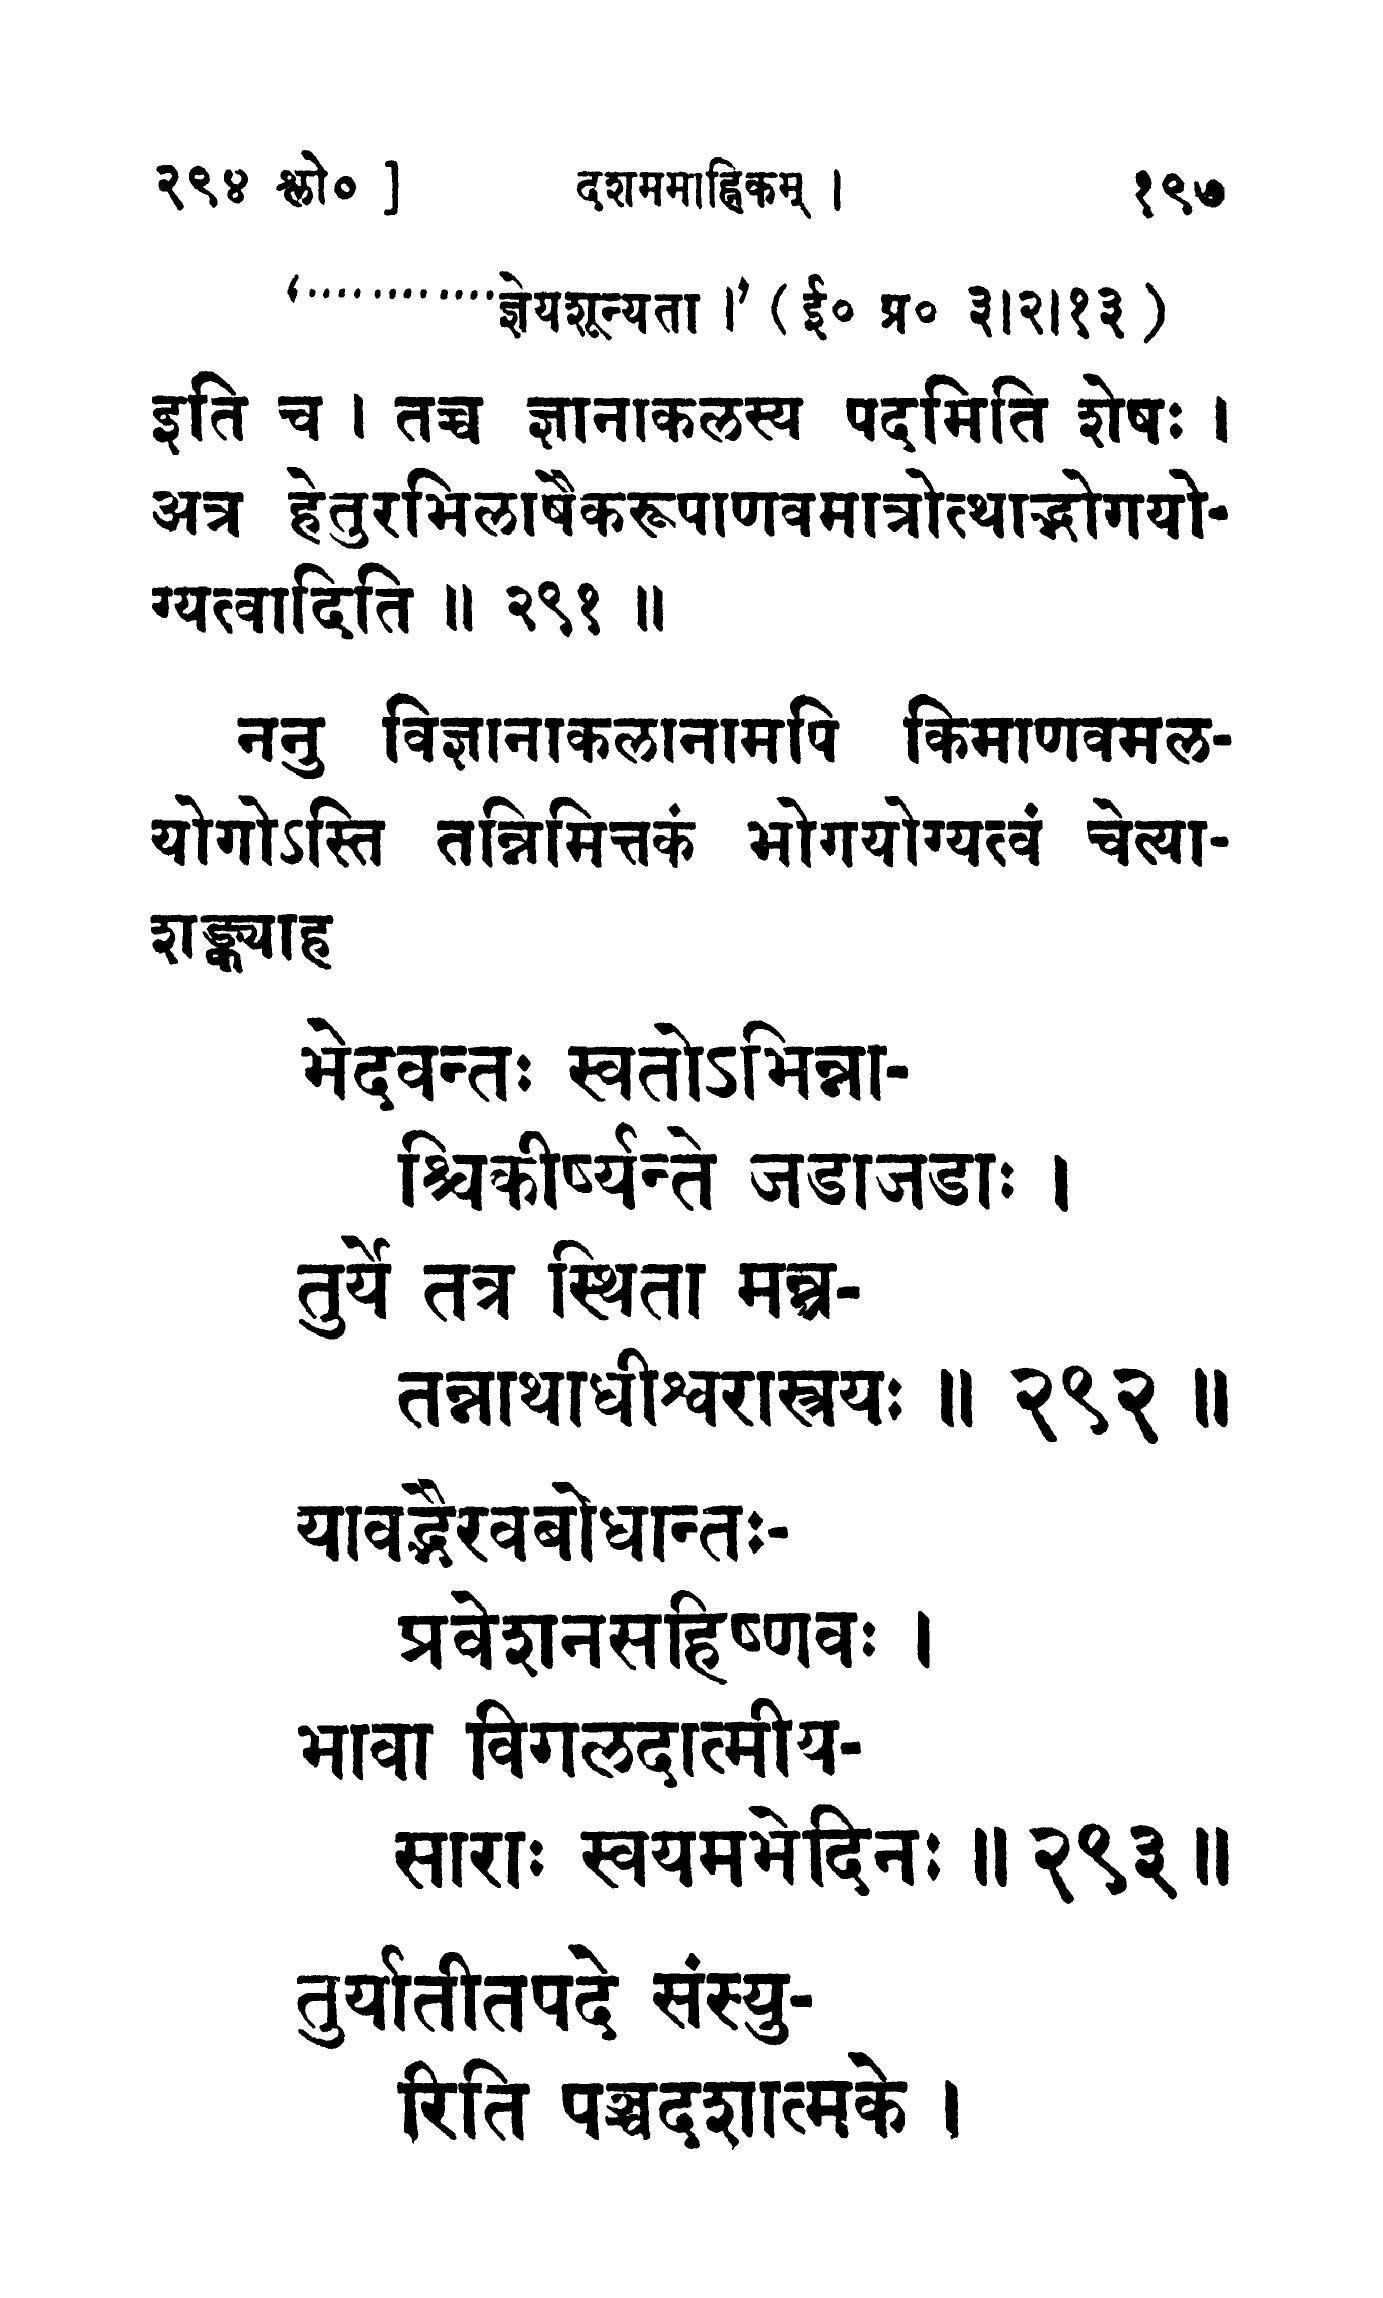 २९४ श्लो० ] दशममाह्निकम् । १९७
‘············ज्ञेयशून्यता ।’ ( ई० प्र० ३।२।१३ )
इति च । तच्च ज्ञानाकलस्य पदमिति शेषः ।
अत्र हेतुरभिलाषैकरूपाणवमात्रोत्थाद्भोगयो-
ग्यत्वादिति ॥ २९१ ॥
ननु विज्ञानाकलानामपि किमाणवमल-
योगोऽस्ति तन्निमित्तकं भोगयोग्यत्वं चेत्या-
शङ्क्याह
भेदवन्तः स्वतोऽभिन्ना-
श्चिकीर्ष्यन्ते जडाजडाः ।
तुर्ये तत्र स्थिता मन्त्र-
तन्नाथाधीश्वरास्त्रयः ॥ २९२ ॥
यावद्भैरवबोधान्तः-
प्रवेशनसहिष्णवः ।
भावा विगलदात्मीय-
साराः स्वयमभेदिनः ॥ २९३ ॥
तुर्यातीतपदे संस्यु-
रिति पञ्चदशात्मके ।